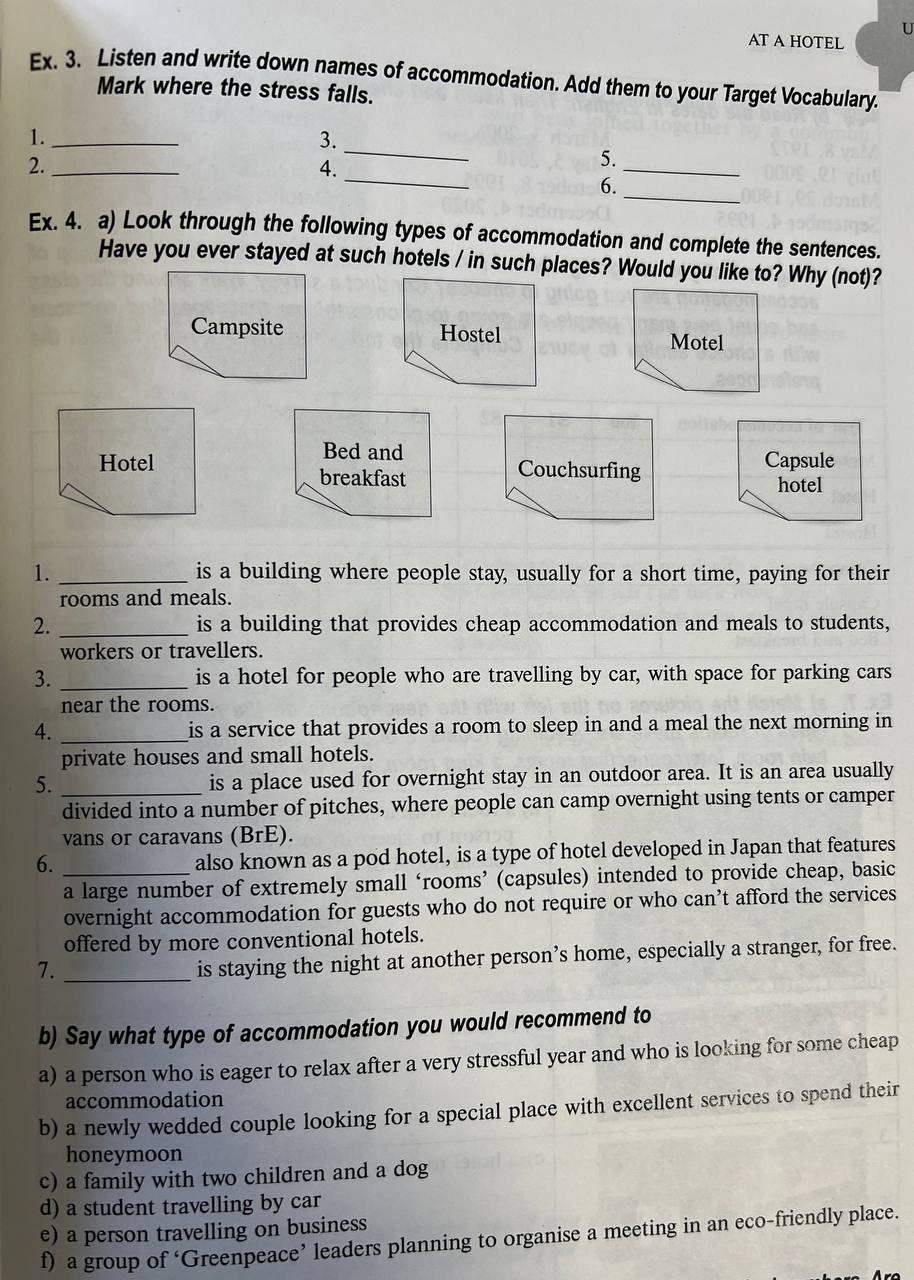 AT A HOTEL
U
Ex. 3. Listen and write down names of accommodation. Add them to your Target Vocabulary.
Mark where the stress falls.
1. __________ 3. __________ 5. __________
2. __________ 4. __________ 6. __________
Ex. 4. a) Look through the following types of accommodation and complete the sentences.
Have you ever stayed at such hotels / in such places? Would you like to? Why (not)?
Campsite
Hostel
Motel
Hotel
Bed and
breakfast
Couchsurfing
Capsule
hotel
1. __________ is a building where people stay, usually for a short time, paying for their
rooms and meals.
2. __________ is a building that provides cheap accommodation and meals to students,
workers or travellers.
3. __________ is a hotel for people who are travelling by car, with space for parking cars
near the rooms.
4. __________ is a service that provides a room to sleep in and a meal the next morning in
private houses and small hotels.
5. __________ is a place used for overnight stay in an outdoor area. It is an area usually
divided into a number of pitches, where people can camp overnight using tents or camper
vans or caravans (BrE).
6. __________ also known as a pod hotel, is a type of hotel developed in Japan that features
a large number of extremely small ‘rooms’ (capsules) intended to provide cheap, basic
overnight accommodation for guests who do not require or who can’t afford the services
offered by more conventional hotels.
7. __________ is staying the night at another person’s home, especially a stranger, for free.
b) Say what type of accommodation you would recommend to
a) a person who is eager to relax after a very stressful year and who is looking for some cheap
accommodation
b) a newly wedded couple looking for a special place with excellent services to spend their
honeymoon
c) a family with two children and a dog
d) a student travelling by car
e) a person travelling on business
f) a group of ‘Greenpeace’ leaders planning to organise a meeting in an eco-friendly place.
Are